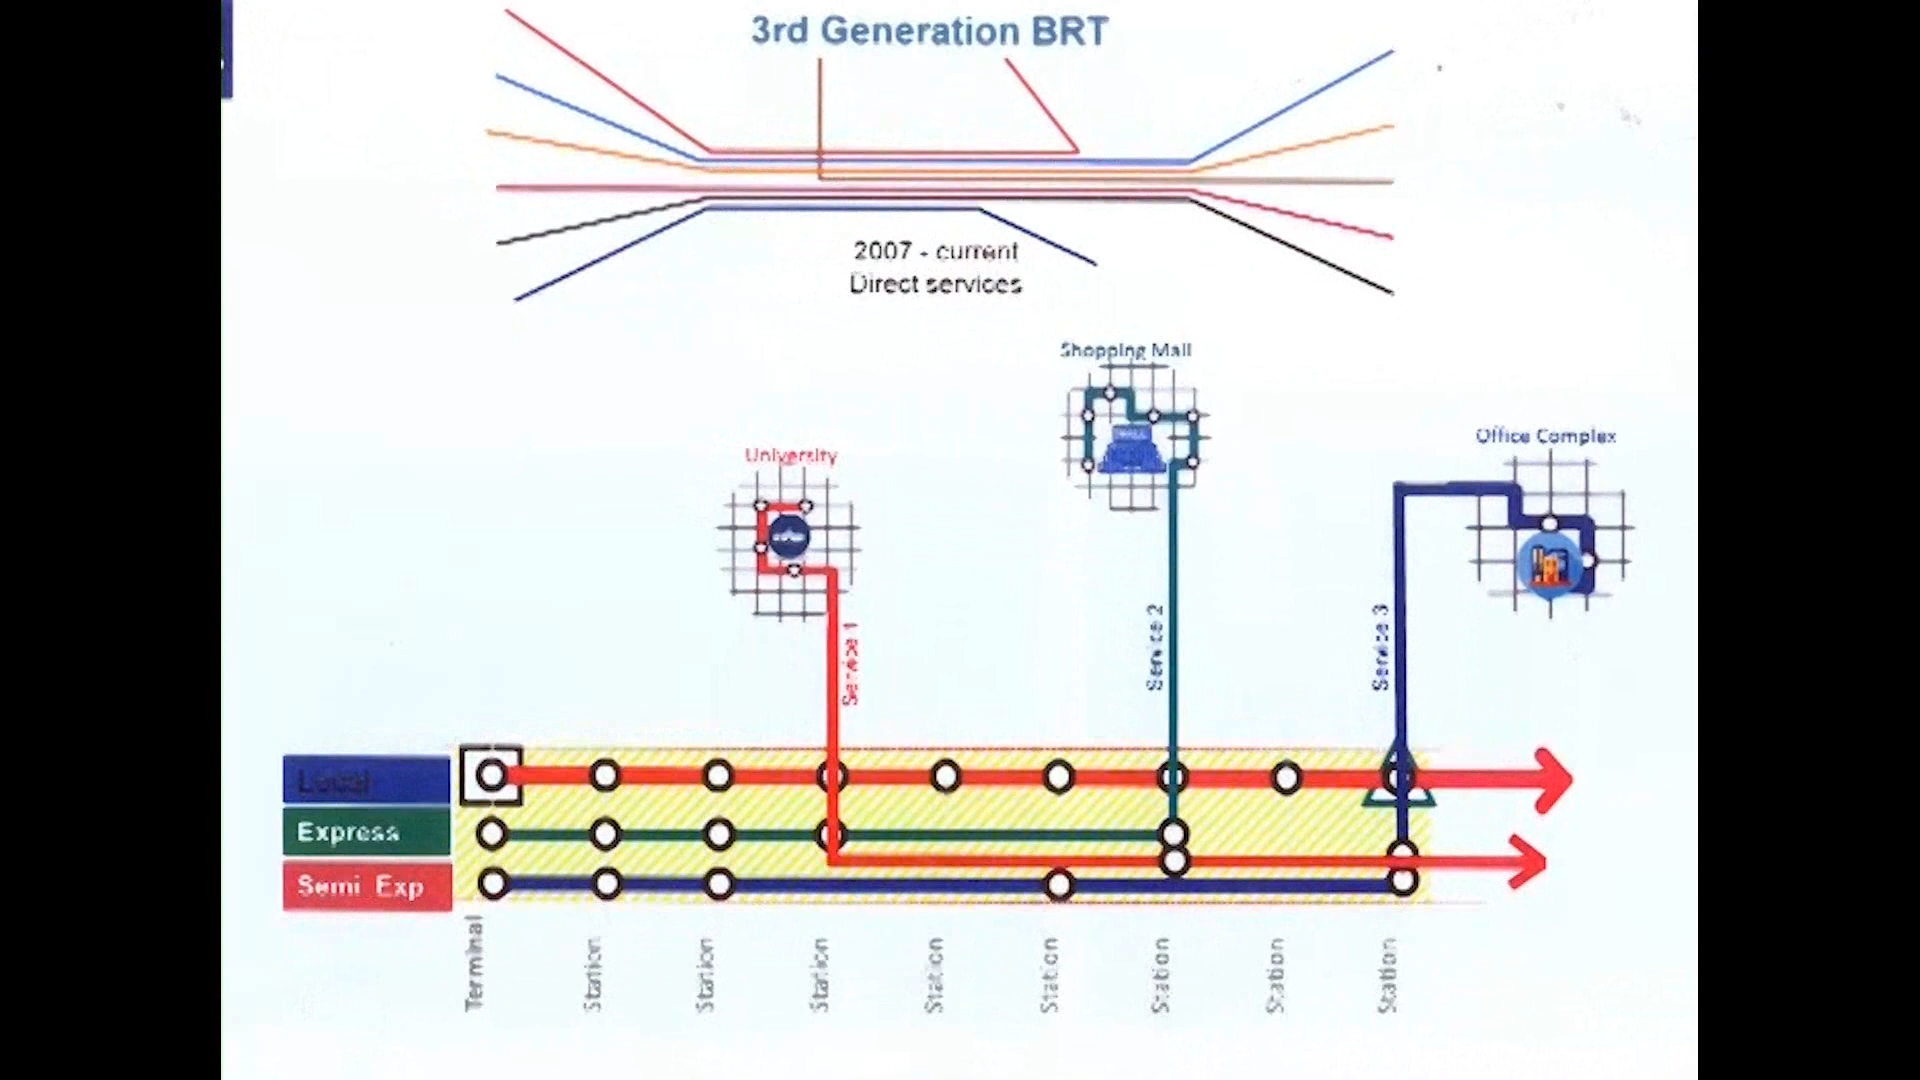 3rd Generation BRT
2007 - current
Direct services
Shopping Mall
Office Complex
University
MALL
Service 1
Service 2
Service 3
Local
Express
Semi Exp
Terminal
Station
Station
Station
Station
Station
Station
Station
Station